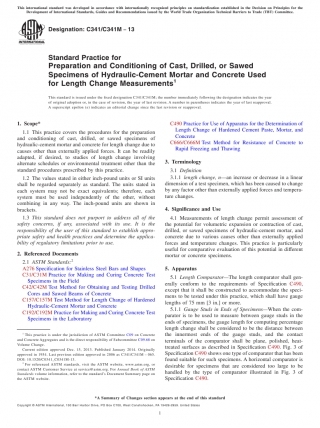 This international standard was developed in accordance with internationally recognized principles on standardization established in the Decision on Principles for the
Development of International Standards, Guides and Recommendations issued by the World Trade Organization Technical Barriers to Trade (TBT) Committee.
Designation: C341/C341M − 13
Standard Practice for
Preparation and Conditioning of Cast, Drilled, or Sawed
Specimens of Hydraulic-Cement Mortar and Concrete Used
for Length Change Measurements¹
This standard is issued under the fixed designation C341/C341M; the number immediately following the designation indicates the year
of original adoption or, in the case of revision, the year of last revision. A number in parentheses indicates the year of last reapproval.
A superscript epsilon (ε) indicates an editorial change since the last revision or reapproval.
1. Scope*
1.1 This practice covers the procedures for the preparation
and conditioning of cast, drilled, or sawed specimens of
hydraulic-cement mortar and concrete for length change due to
causes other than externally applied forces. It can be readily
adapted, if desired, to studies of length change involving
alternate schedules or environmental treatment other than the
standard procedures prescribed by this practice.
1.2 The values stated in either inch-pound units or SI units
shall be regarded separately as standard. The units stated in
each system may not be exact equivalents; therefore, each
system must be used independently of the other, without
combining in any way. The inch-pound units are shown in
brackets.
1.3 This standard does not purport to address all of the
safety concerns, if any, associated with its use. It is the
responsibility of the user of this standard to establish appro-
priate safety and health practices and determine the applica-
bility of regulatory limitations prior to use.
2. Referenced Documents
2.1 ASTM Standards:²
A276 Specification for Stainless Steel Bars and Shapes
C31/C31M Practice for Making and Curing Concrete Test
Specimens in the Field
C42/C42M Test Method for Obtaining and Testing Drilled
Cores and Sawed Beams of Concrete
C157/C157M Test Method for Length Change of Hardened
Hydraulic-Cement Mortar and Concrete
C192/C192M Practice for Making and Curing Concrete Test
Specimens in the Laboratory
¹ This practice is under the jurisdiction of ASTM Committee C09 on Concrete
and Concrete Aggregates and is the direct responsibility of Subcommittee C09.68 on
Volume Change.
Current edition approved
originally
approved in 1954. Last previous edition approved in 2006 as C341/C341M – 06
DOI: 10.1520/C0341_C0341M-13.
² For referenced ASTM standards, visit the ASTM website, www.astm.org, or
contact ASTM Customer Service at service@astm.org. For Annual Book of ASTM
Standards volume information, refer to the standard's Document Summary page on
the ASTM website.
C490 Practice for Use of Apparatus for the Determination of
Length Change of Hardened Cement Paste, Mortar, and
Concrete
C666/C666M Test Method for Resistance of Concrete to
Rapid Freezing and Thawing
3. Terminology
3.1 Definition
3.1.1 length change, n—an increase or decrease in a linear
dimension of a test specimen, which has been caused to change
by any factor other than externally applied forces and tempera-
ture changes.
4. Significance and Use
4.1 Measurements of length change permit assessment of
the potential for volumetric expansion or contraction of cast,
drilled, or sawed specimens of hydraulic-cement mortar, and
concrete due to various causes other than externally applied
forces and temperature changes. This practice is particularly
useful for comparative evaluation of this potential in different
mortar or concrete specimens.
5. Apparatus
5.1 Length Comparator—The length comparator shall gen-
erally conform to the requirements of Specification C490,
except that it shall be constructed to accommodate the speci-
mens to be tested under this practice, which shall have gauge
lengths of 75 mm [3 in.] or more.
5.1.1 Gauge Studs in Ends of Specimens—When the com-
parator is to be used to measure between gauge studs in the
ends of specimens, the gauge length for computing percentage
length change shall be considered to be the distance between
the innermost ends of the gauge studs, and the contact
terminals of the comparator shall be plane, polished, heat-
treated surfaces as described in Specification C490. Fig. 3 of
Specification C490 shows one type of comparator that has been
found suitable for such specimens. A horizontal comparator is
desirable for specimens that are considered too large to be
handled by the type of comparator illustrated in Fig. 3 of
Specification C490.
*A Summary of Changes section appears at the end of this standard
Copyright © ASTM International, 100 Barr Harbor Drive, PO Box C700, West Conshohocken, PA 19428-2959. United States
1